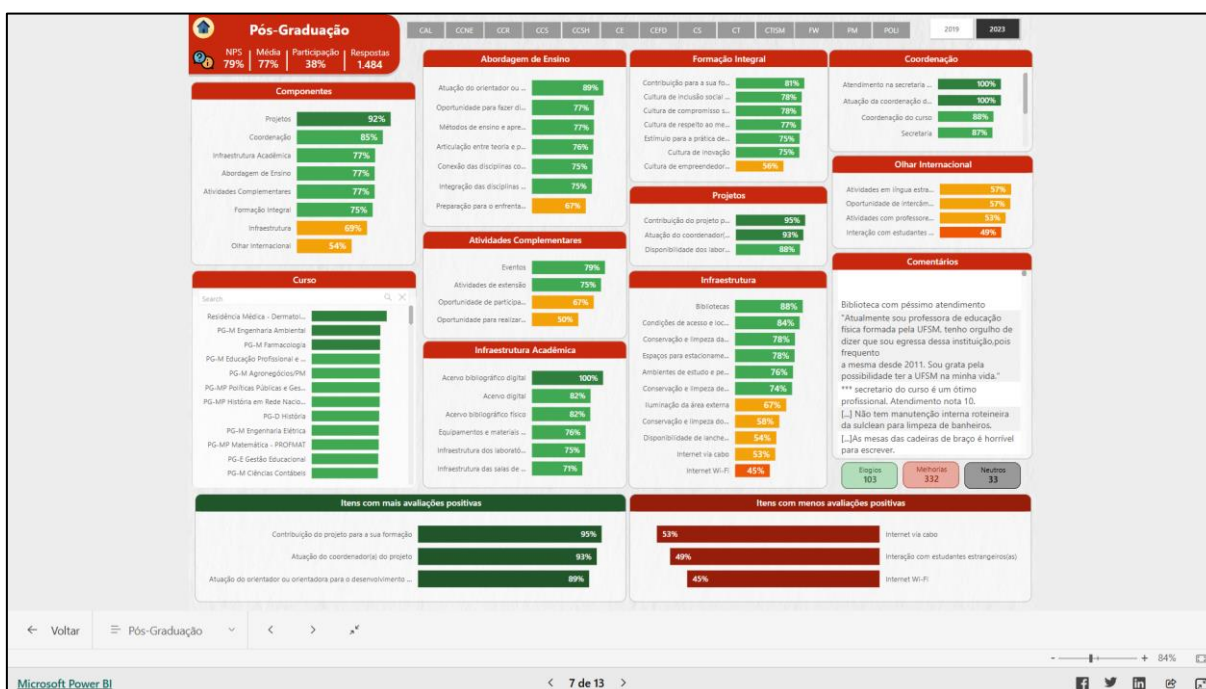 Pós-Graduação
NPS 79%
Média 77%
Participação 38%
Respostas 1.484
CAL CCNE CCR CCS CCSH CE CEFD CS CT CTISM FW PM POLI
2019 2023
Componentes
Projetos 92%
Coordenação 85%
Infraestrutura Acadêmica 77%
Abordagem de Ensino 77%
Atividades Complementares 77%
Formação Integral 75%
Infraestrutura 69%
Olhar Internacional 54%
Curso
Search
Residência Médica - Dermatol...
PG-M Engenharia Ambiental
PG-M Farmacologia
PG-M Educação Profissional e ...
PG-M Agronegócios/PM
PG-MP Políticas Públicas e Ges...
PG-MP História em Rede Nacio...
PG-D História
PG-M Engenharia Elétrica
PG-MP Matemática - PROFMAT
PG-E Gestão Educacional
PG-M Ciências Contábeis
Abordagem de Ensino
Atuação do orientador ou ... 89%
Oportunidade para fazer di... 77%
Métodos de ensino e apre... 77%
Articulação entre teoria e p... 76%
Conexão das disciplinas co... 75%
Integração das disciplinas ... 75%
Preparação para o enfrenta... 67%
Atividades Complementares
Eventos 79%
Atividades de extensão 75%
Oportunidade de participa... 67%
Oportunidade para realizar... 50%
Infraestrutura Acadêmica
Acervo bibliográfico digital 100%
Acervo digital 82%
Acervo bibliográfico físico 82%
Equipamentos e materiais ... 76%
Infraestrutura dos laborató... 75%
Infraestrutura das salas de ... 71%
Formação Integral
Contribuição para a sua fo... 81%
Cultura de inclusão social ... 78%
Cultura de compromisso s... 78%
Cultura de respeito ao me... 77%
Estímulo para a prática de... 75%
Cultura de inovação 75%
Cultura de empreendedor... 56%
Projetos
Contribuição do projeto p... 95%
Atuação do coordenador(... 93%
Disponibilidade dos labor... 88%
Infraestrutura
Bibliotecas 88%
Condições de acesso e loc... 84%
Conservação e limpeza da... 78%
Espaços para estacioname... 78%
Ambientes de estudo e pe... 76%
Conservação e limpeza de... 74%
Iluminação da área externa 67%
Conservação e limpeza do... 58%
Disponibilidade de lanche... 54%
Internet via cabo 53%
Internet Wi-Fi 45%
Coordenação
Atendimento na secretaria ... 100%
Atuação da coordenação d... 100%
Coordenação do curso 88%
Secretaria 87%
Olhar Internacional
Atividades em língua estra... 57%
Oportunidade de intercâm... 57%
Atividades com professore... 53%
Interação com estudantes ... 49%
Comentários
Biblioteca com péssimo atendimento
"Atualmente sou professora de educação
física formada pela UFSM, tenho orgulho de
dizer que sou egressa dessa instituição,pois
frequento
a mesma desde 2011. Sou grata pela
possibilidade ter a UFSM na minha vida."
*** secretario do curso é um ótimo
profissional. Atendimento nota 10.
[...] Não tem manutenção interna roteineira
da sulclean para limpeza de banheiros.
[...]As mesas das cadeiras de braço é horrível
para escrever.
Elogios 103
Melhorias 332
Neutros 33
Itens com mais avaliações positivas
Contribuição do projeto para a sua formação 95%
Atuação do coordenador(a) do projeto 93%
Atuação do orientador ou orientadora para o desenvolvimento ... 89%
Itens com menos avaliações positivas
53% Internet via cabo
49% Interação com estudantes estrangeiros(as)
45% Internet Wi-Fi
Voltar
Pós-Graduação
- + 84%
Microsoft Power BI
7 de 13